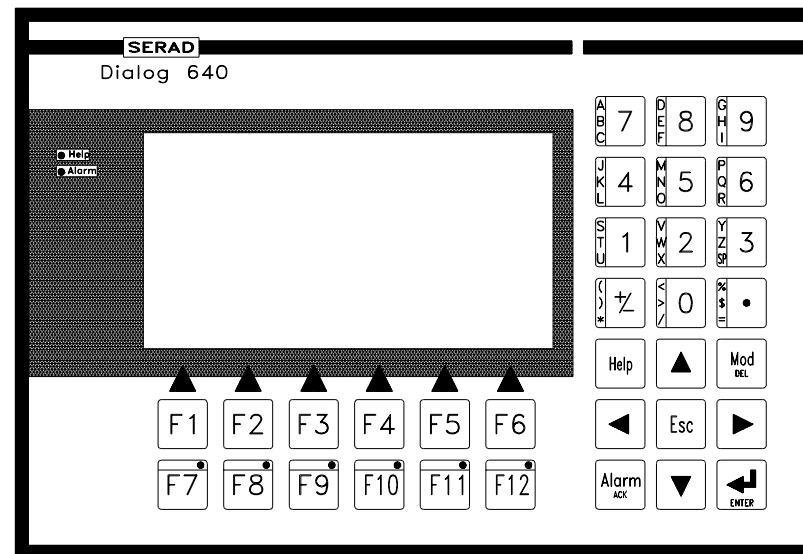 SERAD
Dialog 640
Help
Alarm
A B C 7
D E F 8
G H I 9
J K L 4
M N O 5
P Q R 6
S T U 1
V W X 2
Y Z SP 3
( ) * +/-
< > / 0
% $ = •
Help
Mod
DEL
F1 F2 F3 F4 F5 F6
Esc
F7 F8 F9 F10 F11 F12
Alarm
ACK
ENTER